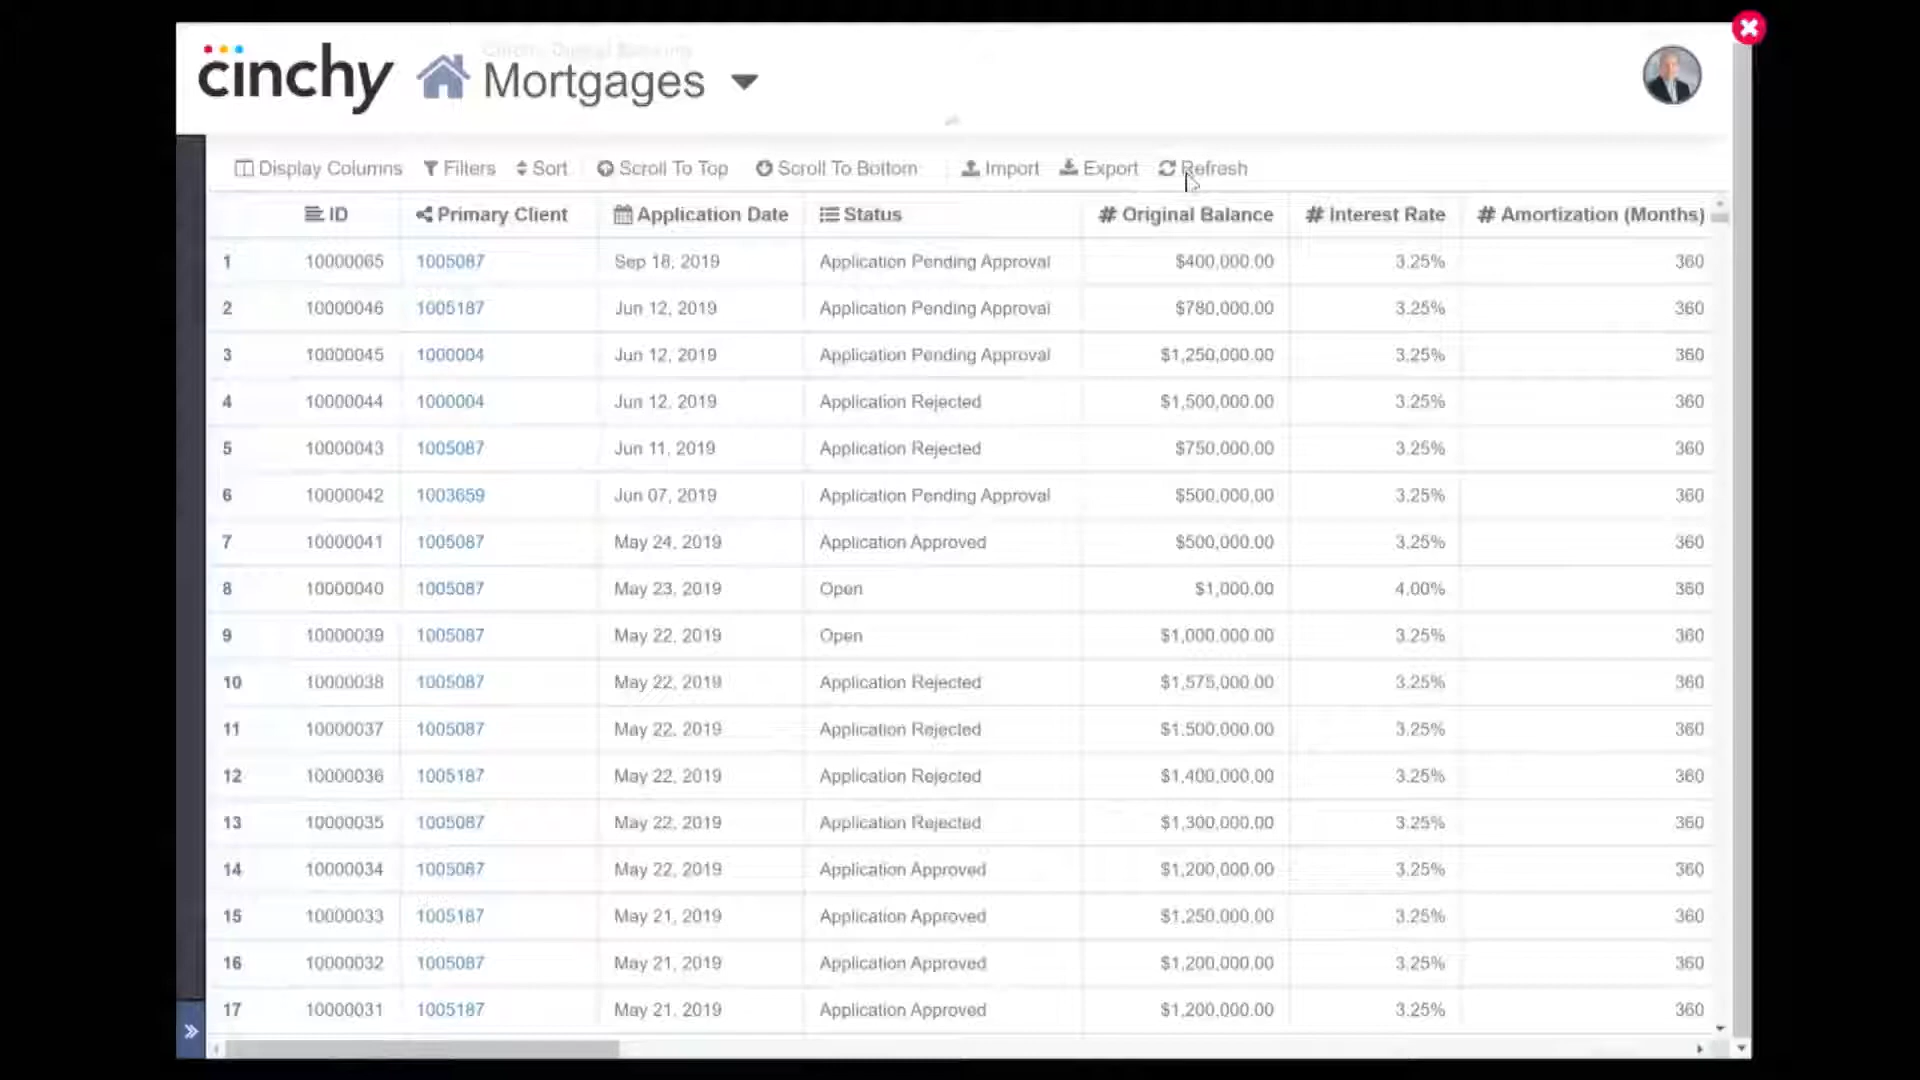 cinchy Mortgages
Display Columns Filters Sort Scroll To Top Scroll To Bottom Import Export Refresh
ID Primary Client Application Date Status # Original Balance # Interest Rate # Amortization (Months)
1 10000065 1005087 Sep 18, 2019 Application Pending Approval $400,000.00 3.25% 360
2 10000046 1005187 Jun 12, 2019 Application Pending Approval $780,000.00 3.25% 360
3 10000045 1000004 Jun 12, 2019 Application Pending Approval $1,250,000.00 3.25% 360
4 10000044 1000004 Jun 12, 2019 Application Rejected $1,500,000.00 3.25% 360
5 10000043 1005087 Jun 11, 2019 Application Rejected $750,000.00 3.25% 360
6 10000042 1003659 Jun 07, 2019 Application Pending Approval $500,000.00 3.25% 360
7 10000041 1005087 May 24, 2019 Application Approved $500,000.00 3.25% 360
8 10000040 1005087 May 23, 2019 Open $1,000.00 4.00% 360
9 10000039 1005087 May 22, 2019 Open $1,000,000.00 3.25% 360
10 10000038 1005087 May 22, 2019 Application Rejected $1,575,000.00 3.25% 360
11 10000037 1005087 May 22, 2019 Application Rejected $1,500,000.00 3.25% 360
12 10000036 1005187 May 22, 2019 Application Rejected $1,400,000.00 3.25% 360
13 10000035 1005087 May 22, 2019 Application Rejected $1,300,000.00 3.25% 360
14 10000034 1005087 May 22, 2019 Application Approved $1,200,000.00 3.25% 360
15 10000033 1005187 May 21, 2019 Application Approved $1,250,000.00 3.25% 360
16 10000032 1005087 May 21, 2019 Application Approved $1,200,000.00 3.25% 360
17 10000031 1005187 May 21, 2019 Application Approved $1,200,000.00 3.25% 360